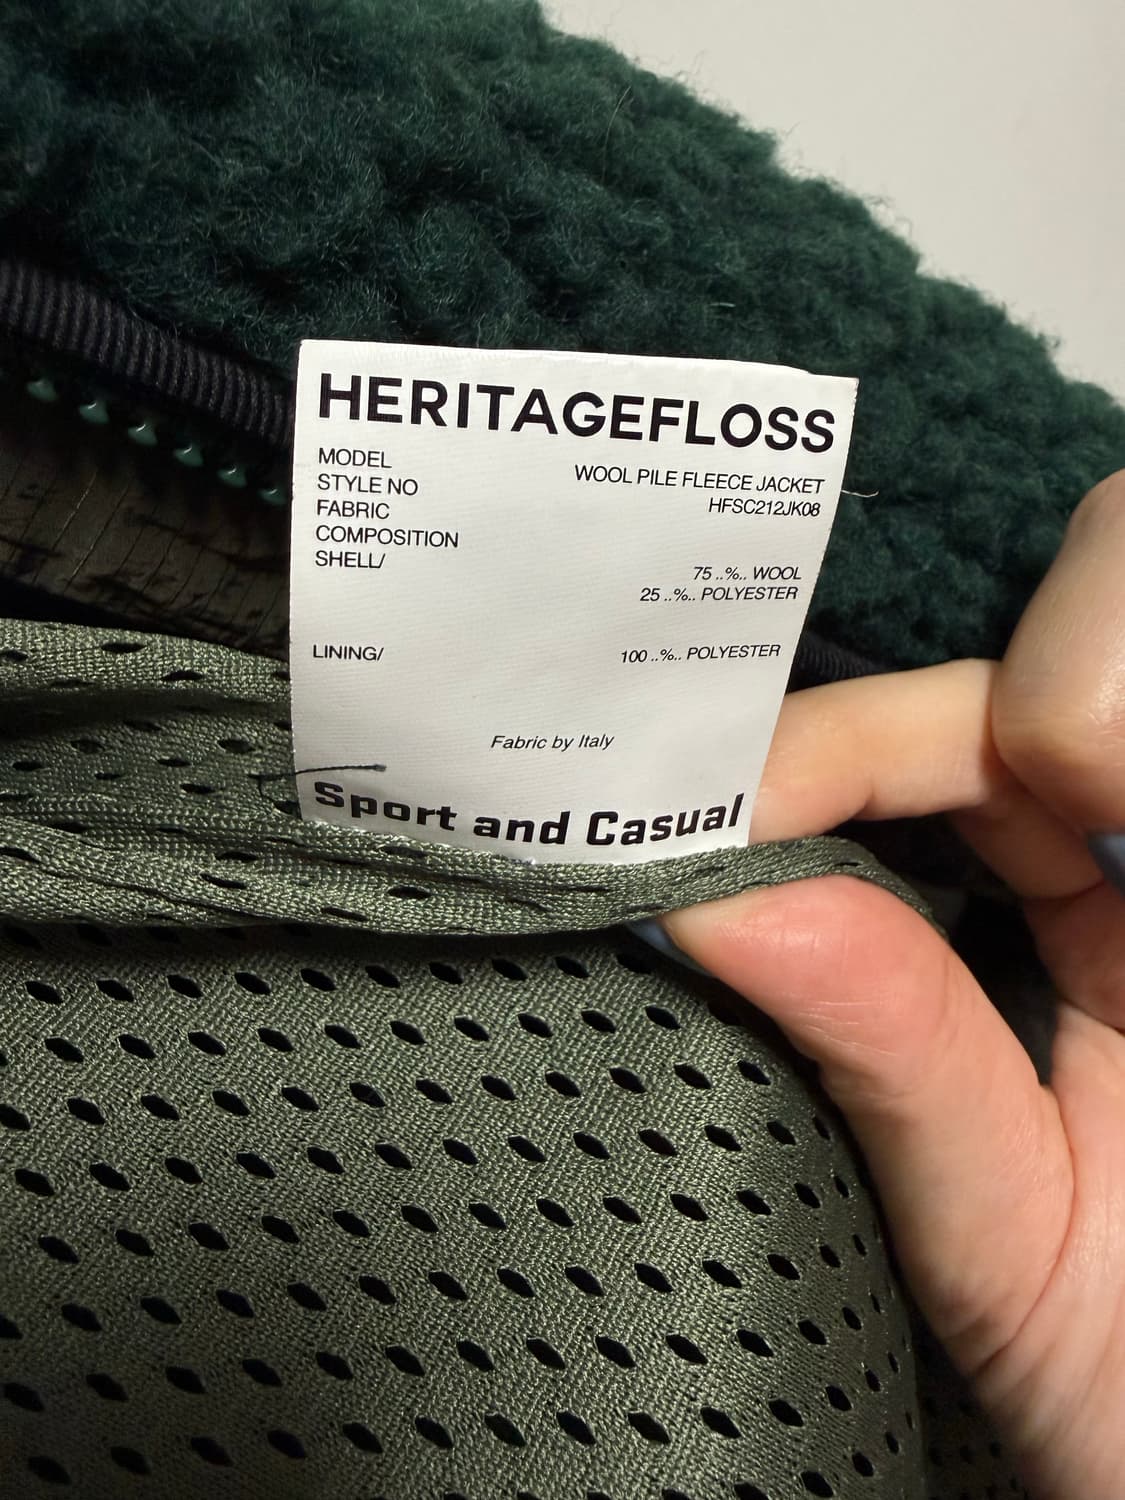 HERITAGEFLOSS
MODEL WOOL PILE FLEECE JACKET
STYLE NO HFSC212JK08
FABRIC
COMPOSITION
SHELL/ 75 ..%.. WOOL
25 ..%.. POLYESTER
LINING/ 100 ..%.. POLYESTER
Fabric by Italy
Sport and Casual